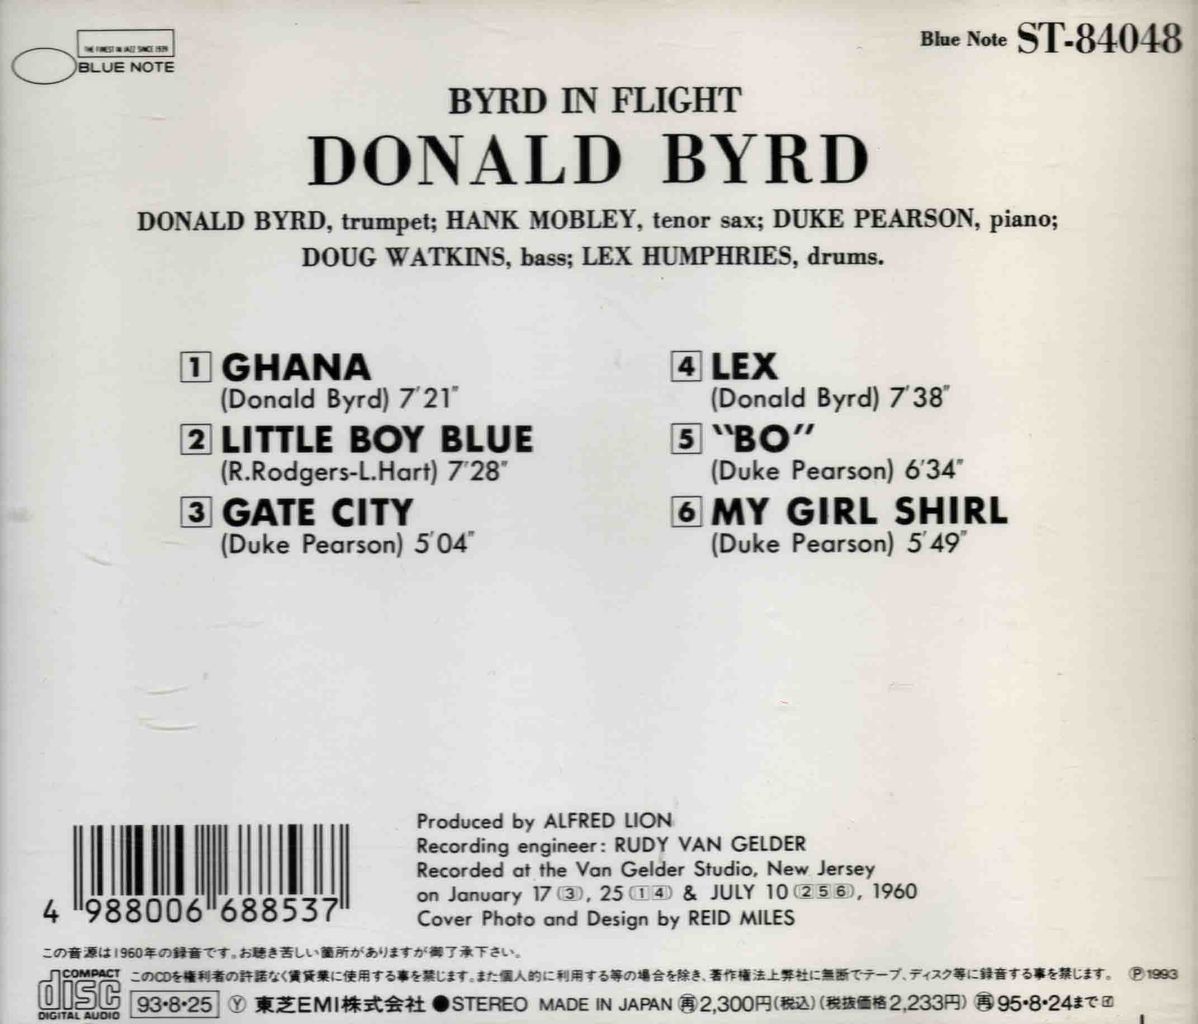 THE FINEST IN JAZZ SINCE 1939
BLUE NOTE
Blue Note ST-84048
BYRD IN FLIGHT
DONALD BYRD
DONALD BYRD, trumpet; HANK MOBLEY, tenor sax; DUKE PEARSON, piano;
DOUG WATKINS, bass; LEX HUMPHRIES, drums.
1 GHANA
(Donald Byrd) 7'21"
2 LITTLE BOY BLUE
(R.Rodgers-L.Hart) 7'28"
3 GATE CITY
(Duke Pearson) 5'04"
4 LEX
(Donald Byrd) 7'38"
5 "BO"
(Duke Pearson) 6'34"
6 MY GIRL SHIRL
(Duke Pearson) 5'49"
Produced by ALFRED LION
Recording engineer: RUDY VAN GELDER
Recorded at the Van Gelder Studio, New Jersey
on January 17 (3), 25 (1 4) & JULY 10 (2 5 6), 1960
Cover Photo and Design by REID MILES
4 988006 688537
この音源は1960年の録音です。お聴き苦しい箇所がありますが御了承下さい。
COMPACT disc DIGITAL AUDIO
このCDを権利者の許諾なく賃貸業に使用する事を禁じます。また個人的に利用する等の場合を除き、著作権法上弊社に無断でテープ、ディスク等に録音する事を禁じます。 Ⓟ1993
93・8・25 Ⓨ 東芝EMI株式会社 ●STEREO MADE IN JAPAN ㊢2,300円(税込)(税抜価格2,233円) ㊢95・8・24まで